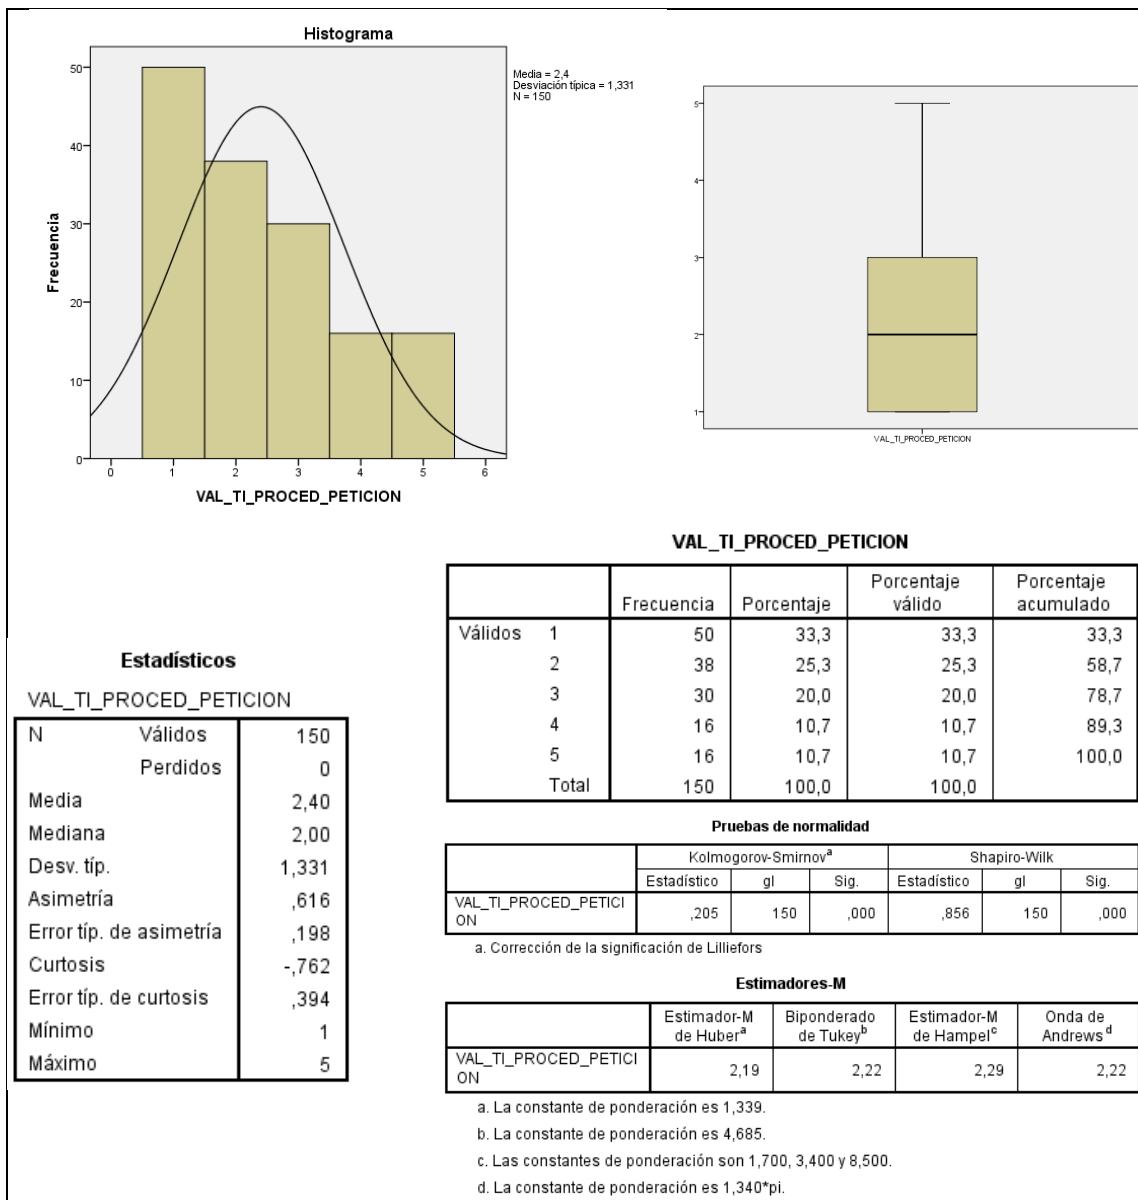 Histograma
Media = 2,4
Desviación típica = 1,331
N = 150
Frecuencia
50
40
30
20
10
0
0 1 2 3 4 5 6
VAL_TI_PROCED_PETICION
5
4
3
2
1
VAL_TI_PROCED_PETICION
VAL_TI_PROCED_PETICION
Frecuencia Porcentaje Porcentaje válido Porcentaje acumulado
Válidos 1 50 33,3 33,3 33,3
2 38 25,3 25,3 58,7
3 30 20,0 20,0 78,7
4 16 10,7 10,7 89,3
5 16 10,7 10,7 100,0
Total 150 100,0 100,0
Estadísticos
VAL_TI_PROCED_PETICION
N Válidos 150
Perdidos 0
Media 2,40
Mediana 2,00
Desv. típ. 1,331
Asimetría ,616
Error típ. de asimetría ,198
Curtosis -,762
Error típ. de curtosis ,394
Mínimo 1
Máximo 5
Pruebas de normalidad
Kolmogorov-Smirnov^a Shapiro-Wilk
Estadístico gl Sig. Estadístico gl Sig.
VAL_TI_PROCED_PETICI
ON ,205 150 ,000 ,856 150 ,000
a. Corrección de la significación de Lilliefors
Estimadores-M
Estimador-M de Huber^a Biponderado de Tukey^b Estimador-M de Hampel^c Onda de Andrews^d
VAL_TI_PROCED_PETICI
ON 2,19 2,22 2,29 2,22
a. La constante de ponderación es 1,339.
b. La constante de ponderación es 4,685.
c. Las constantes de ponderación son 1,700, 3,400 y 8,500.
d. La constante de ponderación es 1,340*pi.